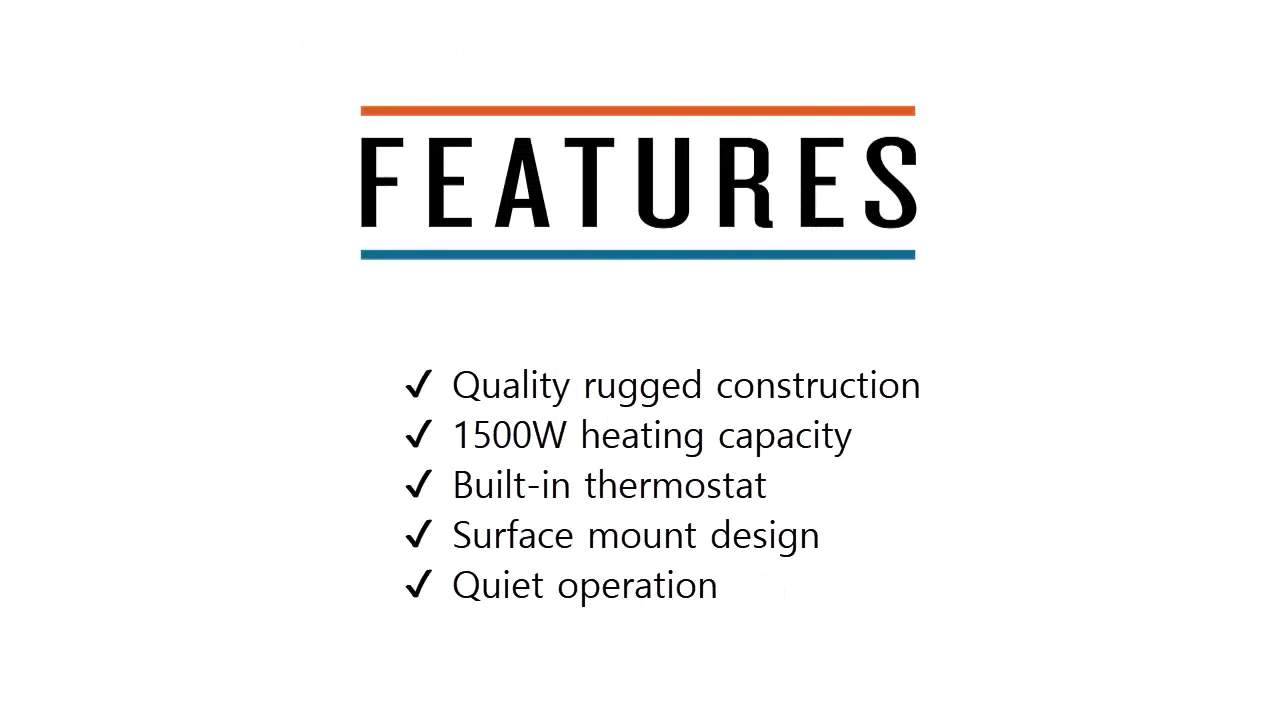 FEATURES
✓ Quality rugged construction
✓ 1500W heating capacity
✓ Built-in thermostat
✓ Surface mount design
✓ Quiet operation